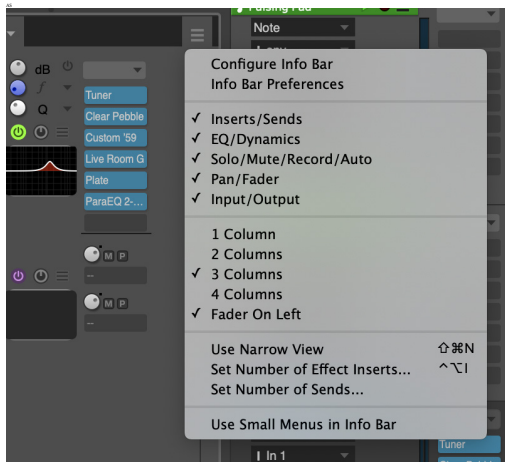 Pulsing Pad
Note
dB
f
Q
Tuner
Clear Pebble
Custom '59
Live Room G
Plate
ParaEQ 2-...
M P
--
M P
--
Configure Info Bar
Info Bar Preferences
✓ Inserts/Sends
✓ EQ/Dynamics
✓ Solo/Mute/Record/Auto
✓ Pan/Fader
✓ Input/Output
1 Column
2 Columns
✓ 3 Columns
4 Columns
✓ Fader On Left
Use Narrow View ⇧⌘N
Set Number of Effect Inserts... ^⌥I
Set Number of Sends...
Use Small Menus in Info Bar
In 1
Tuner